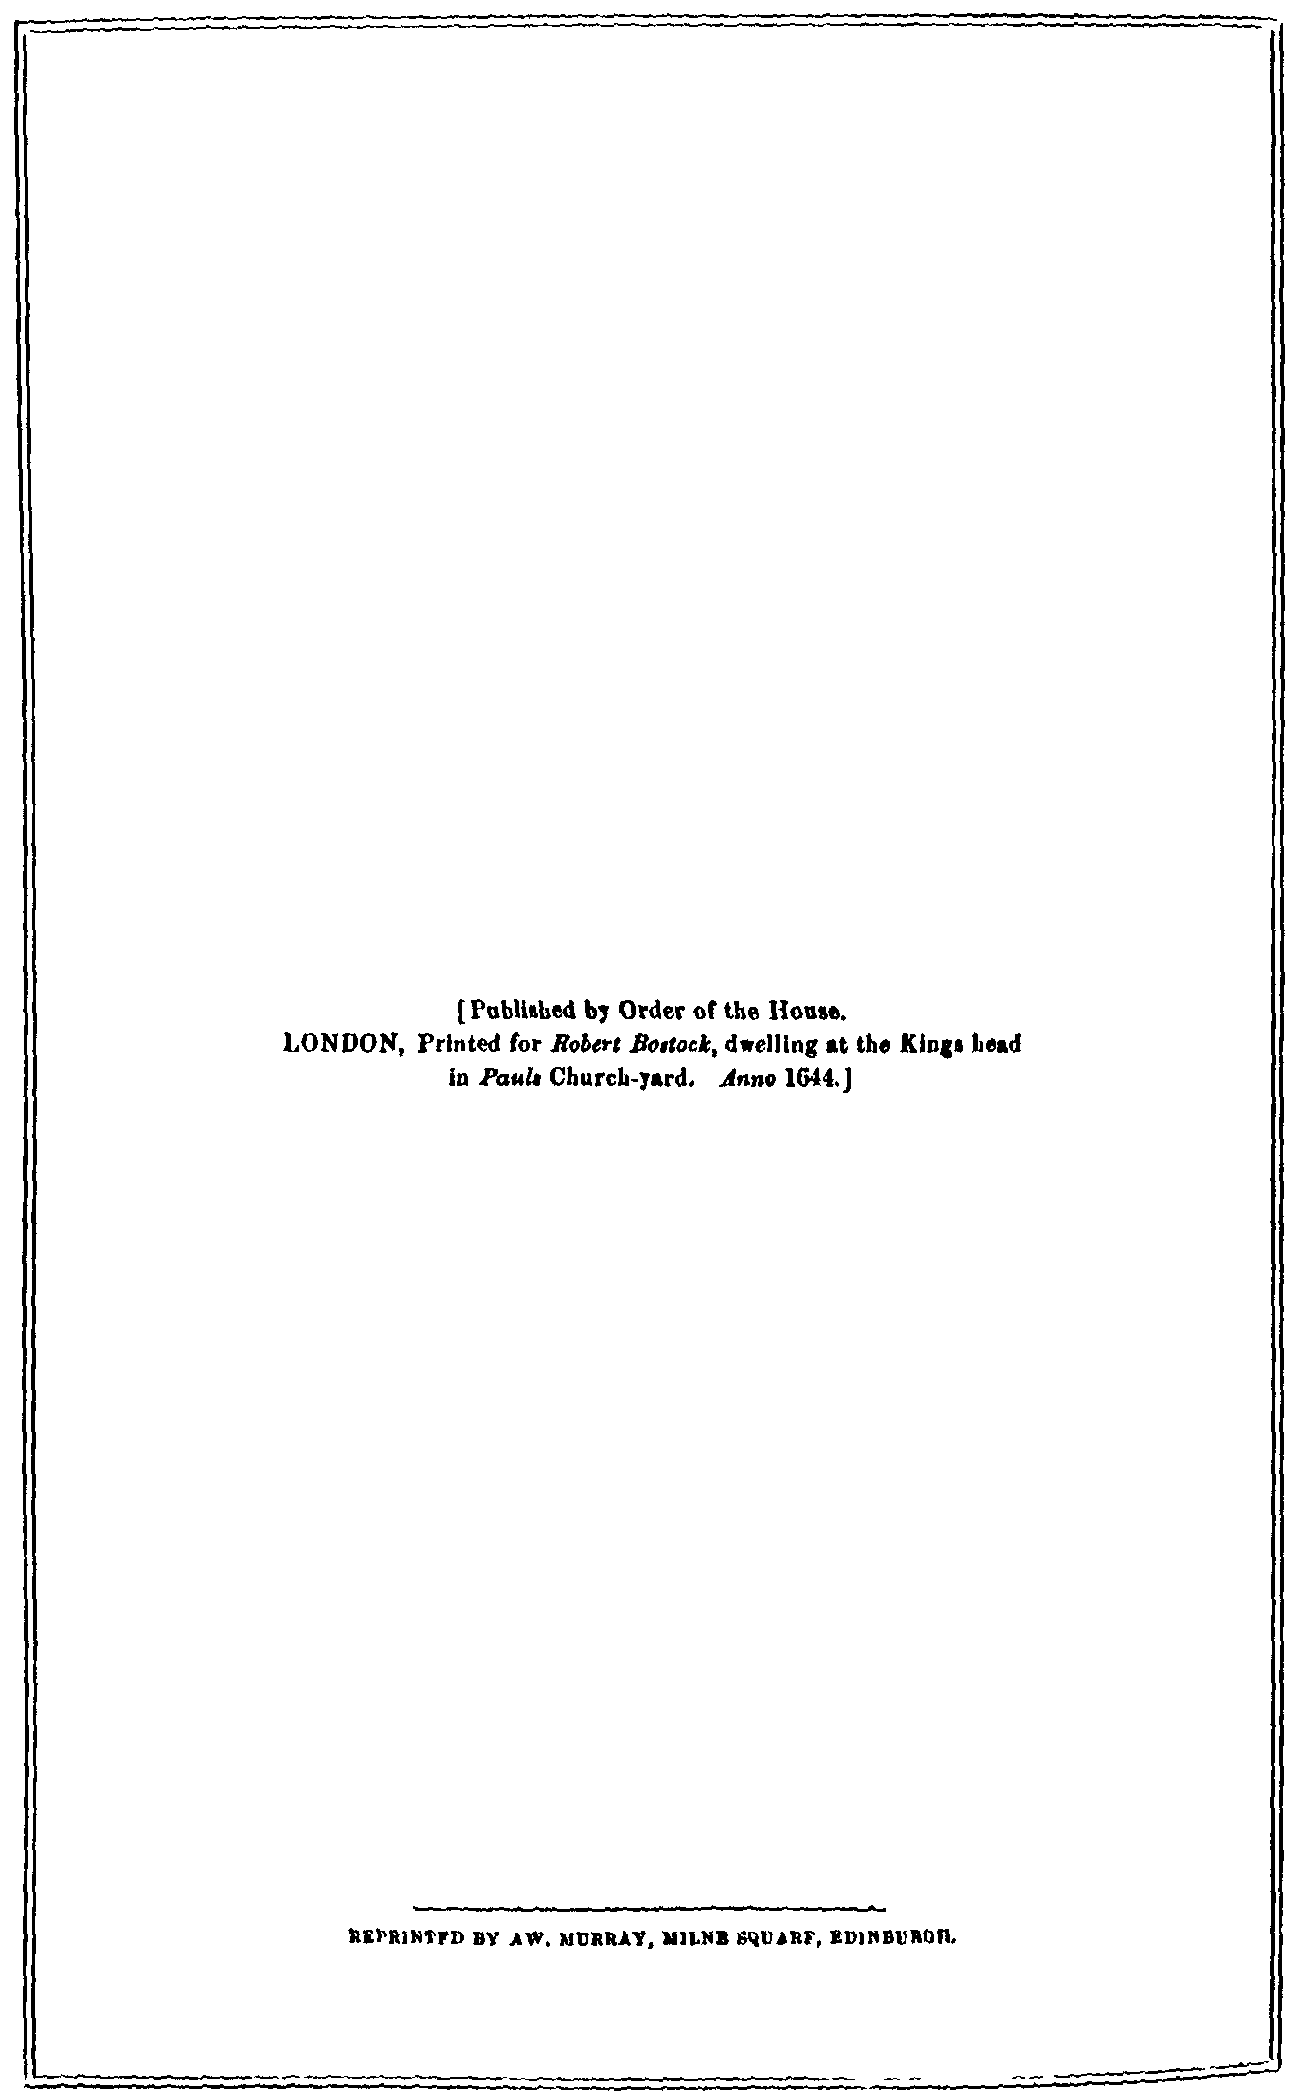 [Published by Order of the House.
LONDON, Printed for Robert Bostock, dwelling at the Kings head
in Pauls Church-yard. Anno 1644.]
REPRINTED BY AW. MURRAY, MILNE SQUARE, EDINBURGH.